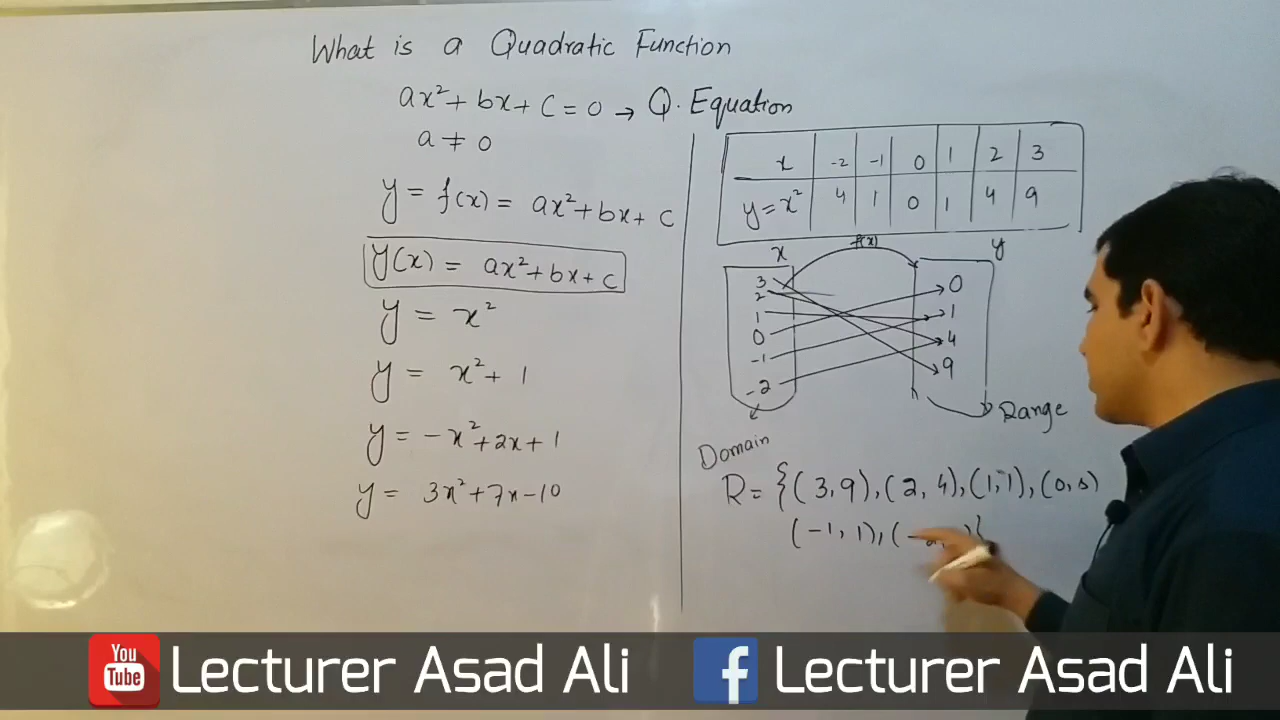 What is a Quadratic Function
ax² + bx + c = 0 → Q. Equation
a ≠ 0
y = f(x) = ax² + bx + c
y(x) = ax² + bx + c
y = x²
y = x² + 1
y = -x² + 2x + 1
y = 3x² + 7x - 10
x -2 -1 0 1 2 3
y = x² 4 1 0 1 4 9
x f(x) y
3 0
2 1
1 4
0 9
-1
-2
Range
Domain
R = {(3, 9), (2, 4), (1, 1), (0, 0)
(-1, 1), (-2,
You
Tube
Lecturer Asad Ali
f
Lecturer Asad Ali